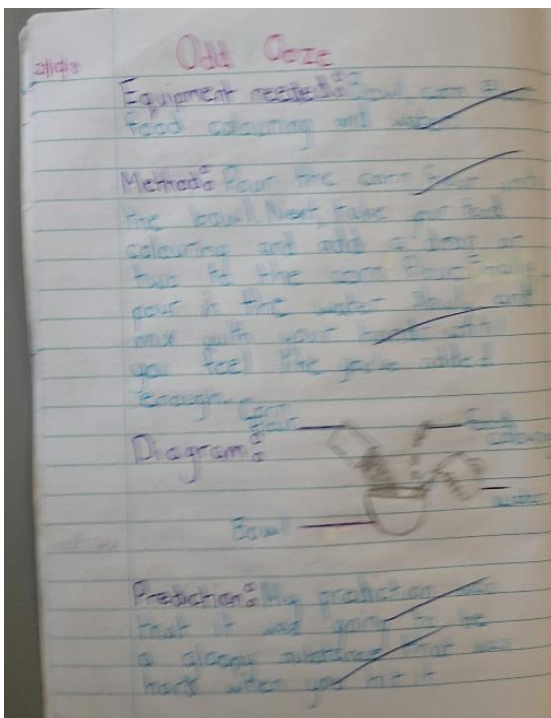 Odd Ooze
Equipment needed: Bowl, corn flour
food colouring and water
Method: Pour the corn flour into
the bowl. Next, take your food
colouring and add a drop or
two to the corn flour. Finally
pour in the water slowly and
mix with your hands until
you feel like you've added
enough.
Corn
flour
Food
colouring
Diagram:
water
Bowl
Prediction: My prediction was
that it was going to be
a gloopy substance that was
hard when you hit it